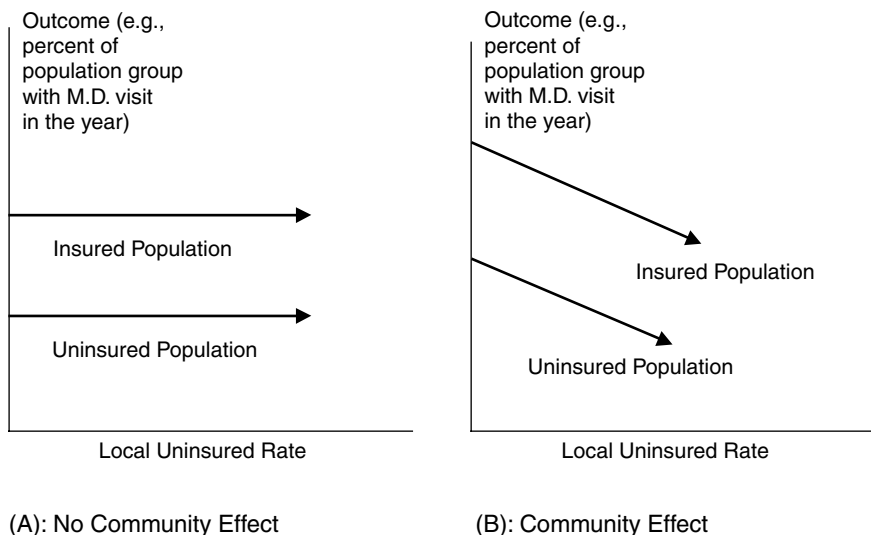 Outcome (e.g.,
percent of
population group
with M.D. visit
in the year)
Insured Population
Uninsured Population
Local Uninsured Rate
(A): No Community Effect
Outcome (e.g.,
percent of
population group
with M.D. visit
in the year)
Insured Population
Uninsured Population
Local Uninsured Rate
(B): Community Effect